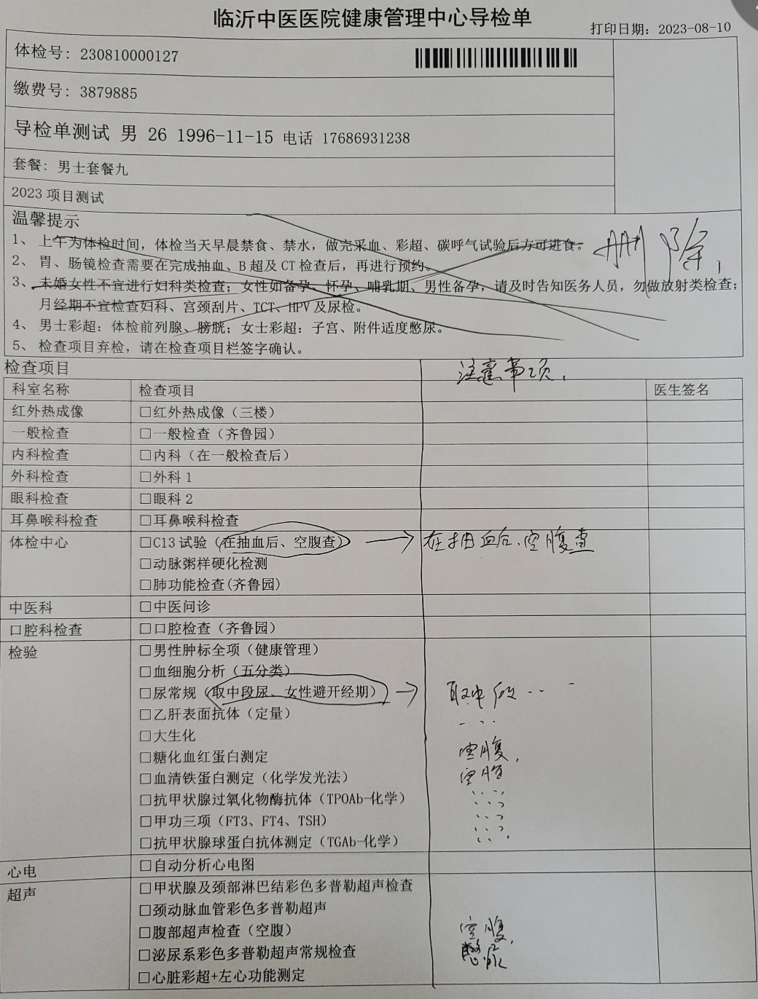 临沂中医医院健康管理中心导检单
打印日期：2023-08-10
体检号：230810000127
缴费号：3879885
导检单测试 男 26 1996-11-15 电话 17686931238
套餐：男士套餐九
2023 项目测试
温馨提示
1、 上午为体检时间，体检当天早晨禁食、禁水，做完采血、彩超、碳呼气试验后方可进食。
删除，
2、 胃、肠镜检查需要在完成抽血、B 超及 CT 检查后，再进行预约。
3、 未婚女性不宜进行妇科类检查；女性如备孕、怀孕、哺乳期、男性备孕，请及时告知医务人员，勿做放射类检查；
月经期不宜检查妇科、宫颈刮片、TCT、HPV 及尿检。
4、 男士彩超：体检前列腺、膀胱；女士彩超：子宫、附件适度憋尿。
5、 检查项目弃检，请在检查项目栏签字确认。
检查项目
注意事项，
科室名称 检查项目 医生签名
红外热成像 □红外热成像（三楼）
一般检查 □一般检查（齐鲁园）
内科检查 □内科（在一般检查后）
外科检查 □外科 1
眼科检查 □眼科 2
耳鼻喉科检查 □耳鼻喉科检查
体检中心 □C13 试验（在抽血后、空腹查） → 在抽血后、空腹查
□动脉粥样硬化检测
□肺功能检查(齐鲁园)
中医科 □中医问诊
口腔科检查 □口腔检查（齐鲁园）
检验 □男性肿标全项（健康管理）
□血细胞分析（五分类）
□尿常规（取中段尿、女性避开经期） → 取中段
□乙肝表面抗体（定量）
□大生化
□糖化血红蛋白测定 空腹，
□血清铁蛋白测定（化学发光法） 空腹
□抗甲状腺过氧化物酶抗体（TPOAb-化学）
□甲功三项（FT3、FT4、TSH）
□抗甲状腺球蛋白抗体测定（TGAb-化学）
心电 □自动分析心电图
超声 □甲状腺及颈部淋巴结彩色多普勒超声检查
□颈动脉血管彩色多普勒超声
□腹部超声检查（空腹） 空腹，
□泌尿系彩色多普勒超声常规检查 憋尿
□心脏彩超+左心功能测定